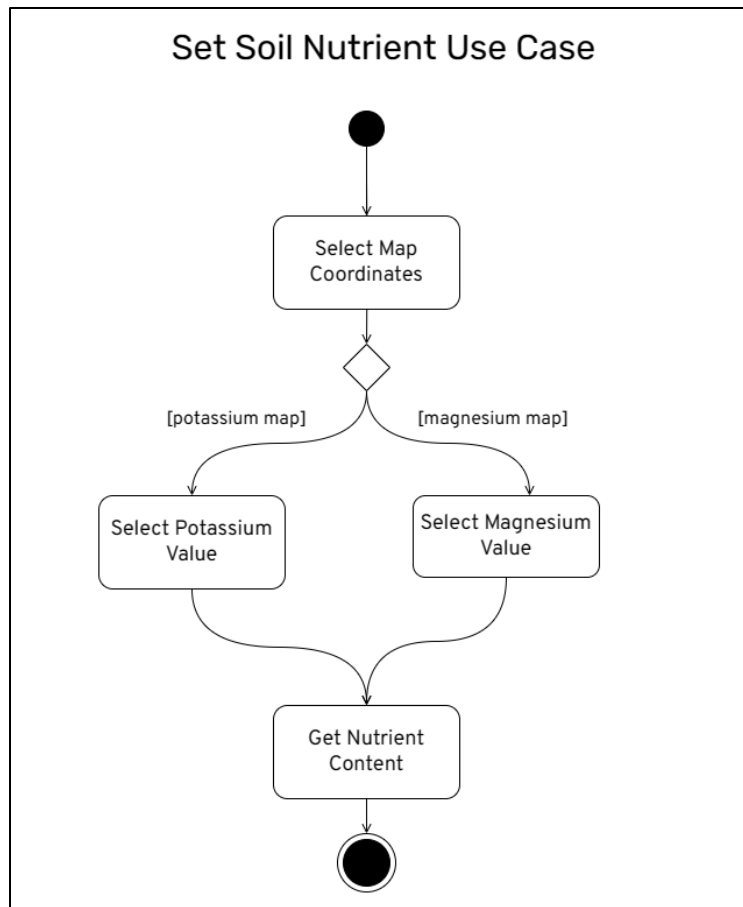 Set Soil Nutrient Use Case
Select Map
Coordinates
[potassium map]
[magnesium map]
Select Potassium
Value
Select Magnesium
Value
Get Nutrient
Content